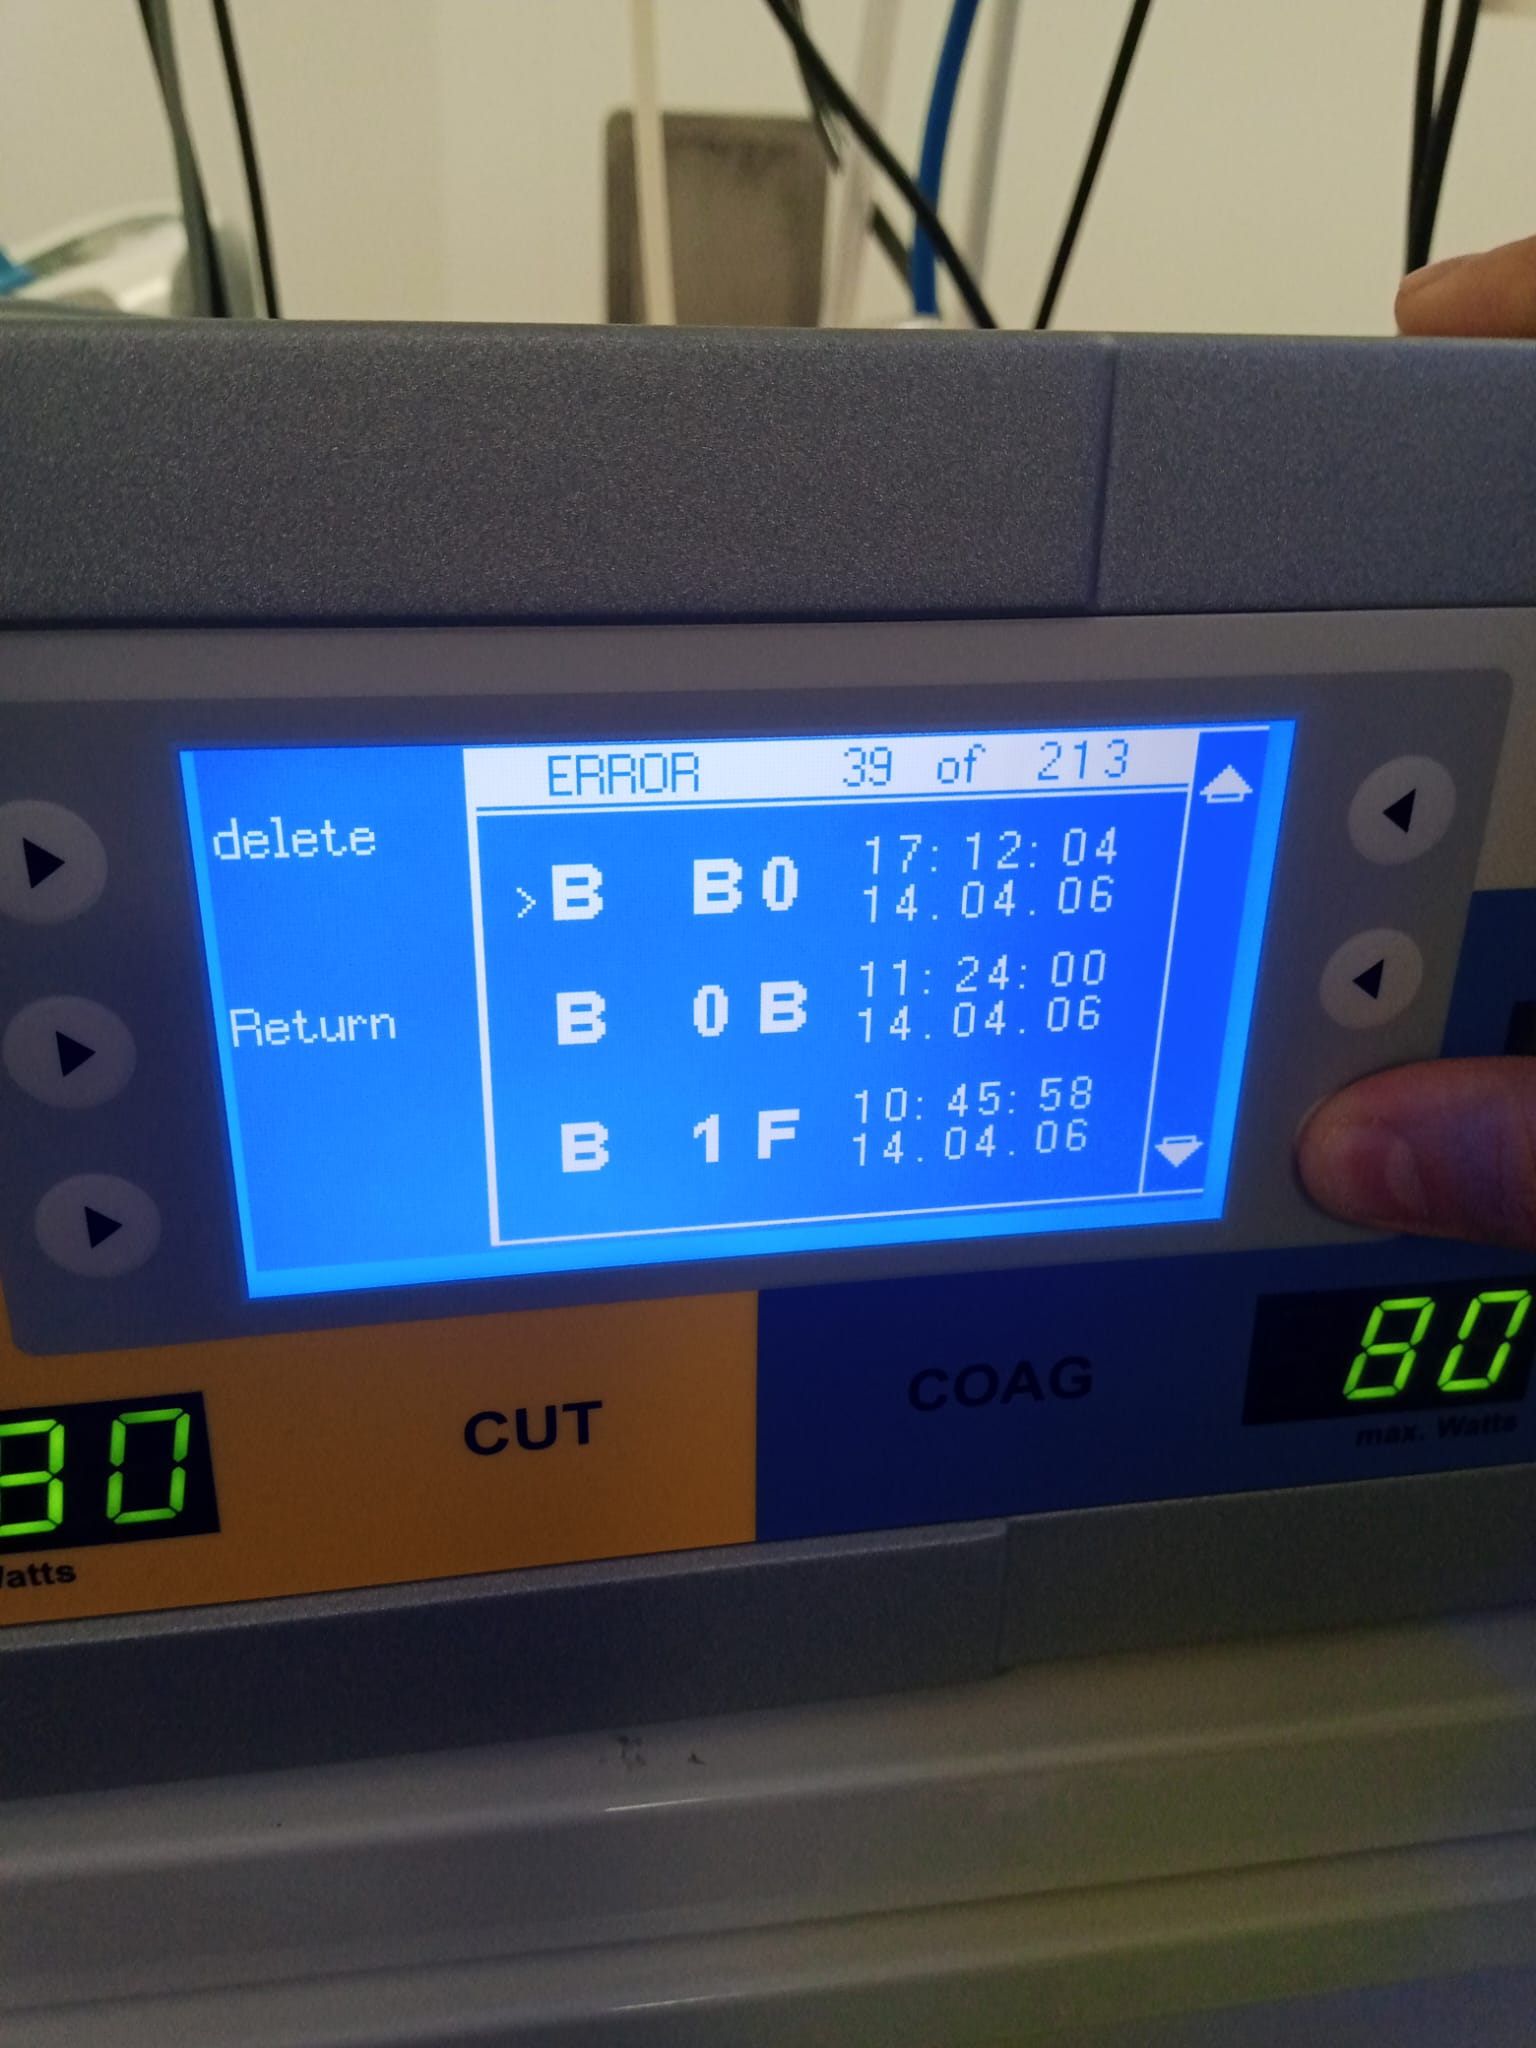 ERROR 39 of 213
delete
>B B0 17:12:04
14.04.06
B 0B 11:24:00
14.04.06
Return
B 1F 10:45:58
14.04.06
80
max. Watts
COAG
CUT
80
Watts